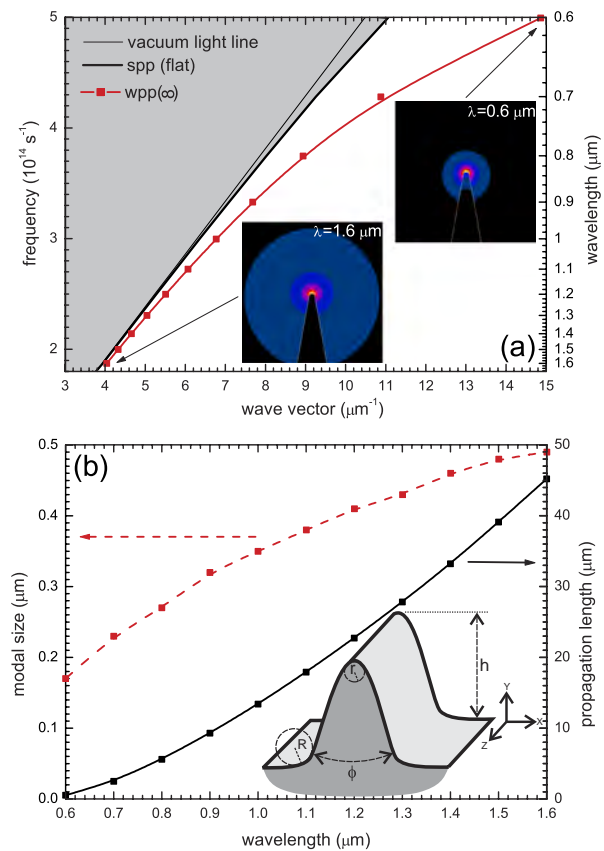 (a)
vacuum light line
spp (flat)
wpp(∞)
λ=0.6 μm
λ=1.6 μm
frequency (10¹⁴ s⁻¹)
5
4
3
2
3 4 5 6 7 8 9 10 11 12 13 14 15
wave vector (μm⁻¹)
0.6
0.7
0.8
0.9
1
1.1
1.2
1.3
1.4
1.5
1.6
wavelength (μm)
(b)
modal size (μm)
0.5
0.4
0.3
0.2
0.1
0.0
0.6 0.7 0.8 0.9 1.0 1.1 1.2 1.3 1.4 1.5 1.6
wavelength (μm)
50
40
30
20
10
0
propagation length (μm)
r
h
R
ϕ
Y
X
Z